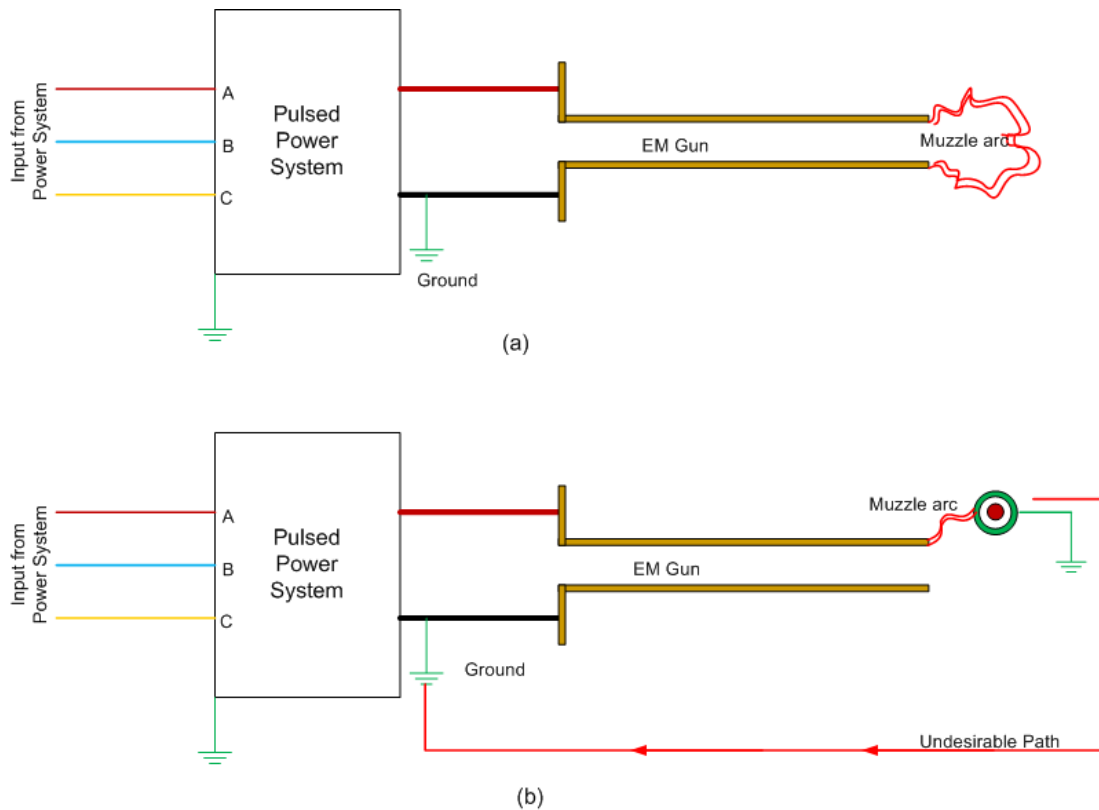 Input from
Power System
A
B
C
Pulsed
Power
System
EM Gun
Muzzle arc
Ground
(a)
Input from
Power System
A
B
C
Pulsed
Power
System
Muzzle arc
EM Gun
Ground
Undesirable Path
(b)